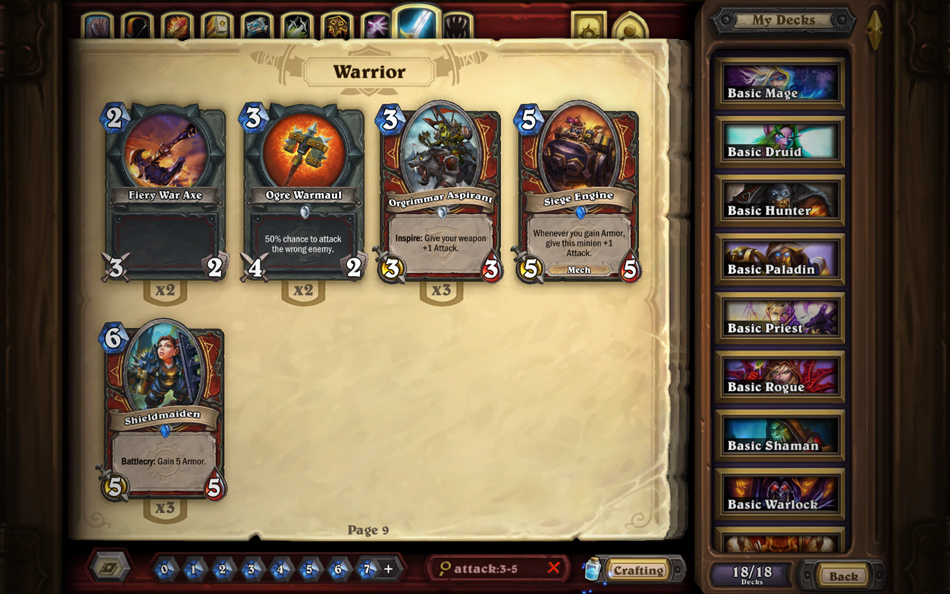 Warrior
2
Fiery War Axe
3
2
x2
3
Ogre Warmaul
50% chance to attack
the wrong enemy.
4
2
x2
3
Orgrimmar Aspirant
Inspire: Give your weapon
+1 Attack.
3
3
x3
5
Siege Engine
Whenever you gain Armor,
give this minion +1
Attack.
Mech
5
5
6
Shieldmaiden
Battlecry: Gain 5 Armor.
5
5
x3
Page 9
0 1 2 3 4 5 6 7 +
attack:3-5
Crafting
My Decks
Basic Mage
Basic Druid
Basic Hunter
Basic Paladin
Basic Priest
Basic Rogue
Basic Shaman
Basic Warlock
18/18
Decks
Back